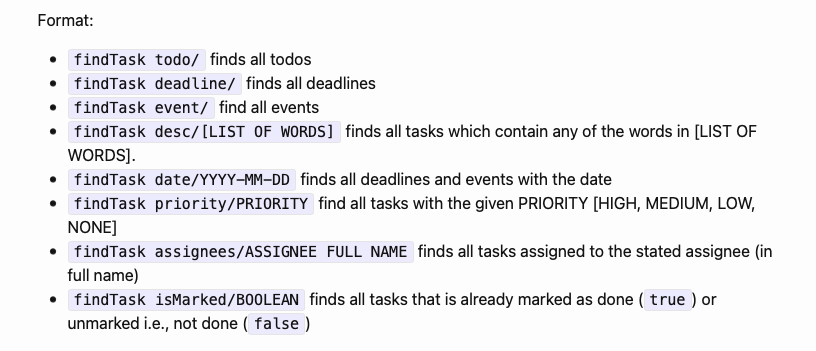 Format:
• findTask todo/ finds all todos
• findTask deadline/ finds all deadlines
• findTask event/ find all events
• findTask desc/[LIST OF WORDS] finds all tasks which contain any of the words in [LIST OF
WORDS].
• findTask date/YYYY-MM-DD finds all deadlines and events with the date
• findTask priority/PRIORITY find all tasks with the given PRIORITY [HIGH, MEDIUM, LOW,
NONE]
• findTask assignees/ASSIGNEE FULL NAME finds all tasks assigned to the stated assignee (in
full name)
• findTask isMarked/BOOLEAN finds all tasks that is already marked as done ( true ) or
unmarked i.e., not done ( false )